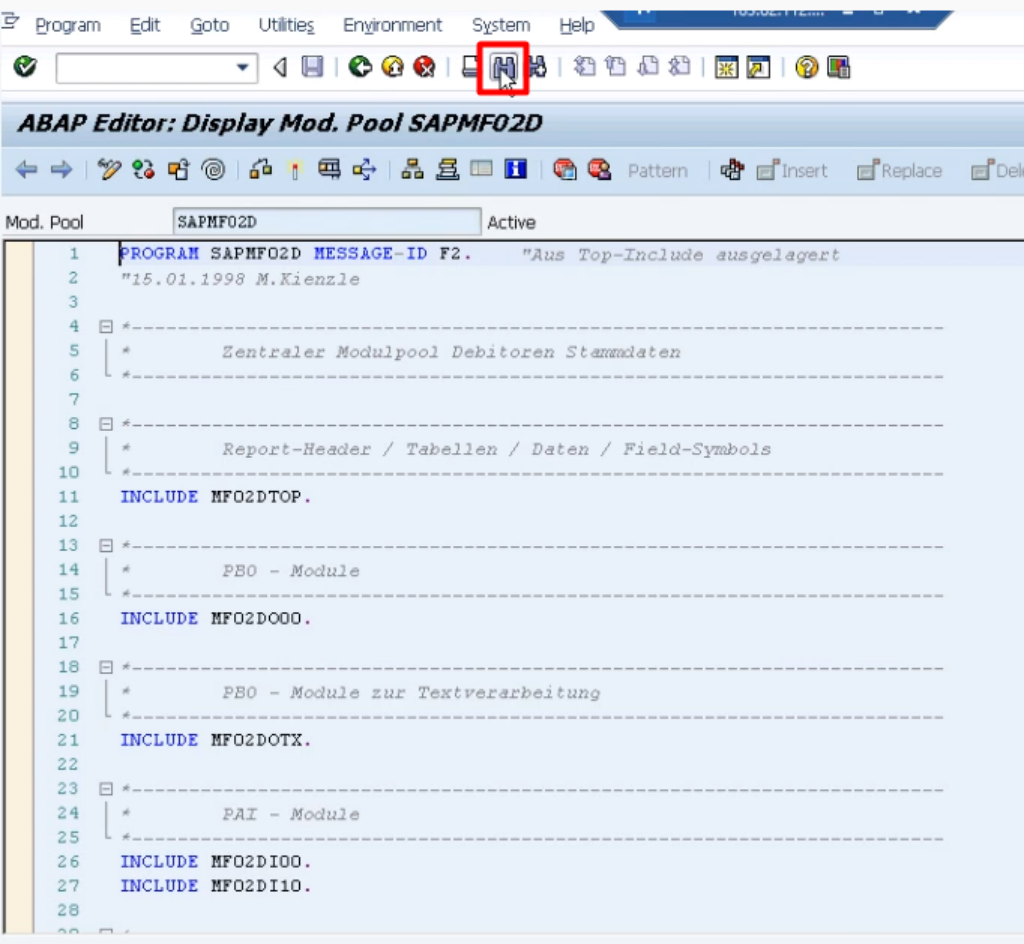 Program Edit Goto Utilities Environment System Help
ABAP Editor: Display Mod. Pool SAPMF02D
Pattern Insert Replace
Mod. Pool SAPMF02D Active
1 PROGRAM SAPMF02D MESSAGE-ID F2. "Aus Top-Include ausgelagert
2 "15.01.1998 M.Kienzle
3
4 *-----------------------------------------------------------------------
5 * Zentraler Modulpool Debitoren Stammdaten
6 *-----------------------------------------------------------------------
7
8 *-----------------------------------------------------------------------
9 * Report-Header / Tabellen / Daten / Field-Symbols
10 *-----------------------------------------------------------------------
11 INCLUDE MF02DTOP.
12
13 *-----------------------------------------------------------------------
14 * PBO - Module
15 *-----------------------------------------------------------------------
16 INCLUDE MF02DO00.
17
18 *-----------------------------------------------------------------------
19 * PBO - Module zur Textverarbeitung
20 *-----------------------------------------------------------------------
21 INCLUDE MF02DOTX.
22
23 *-----------------------------------------------------------------------
24 * PAI - Module
25 *-----------------------------------------------------------------------
26 INCLUDE MF02DI00.
27 INCLUDE MF02DI10.
28